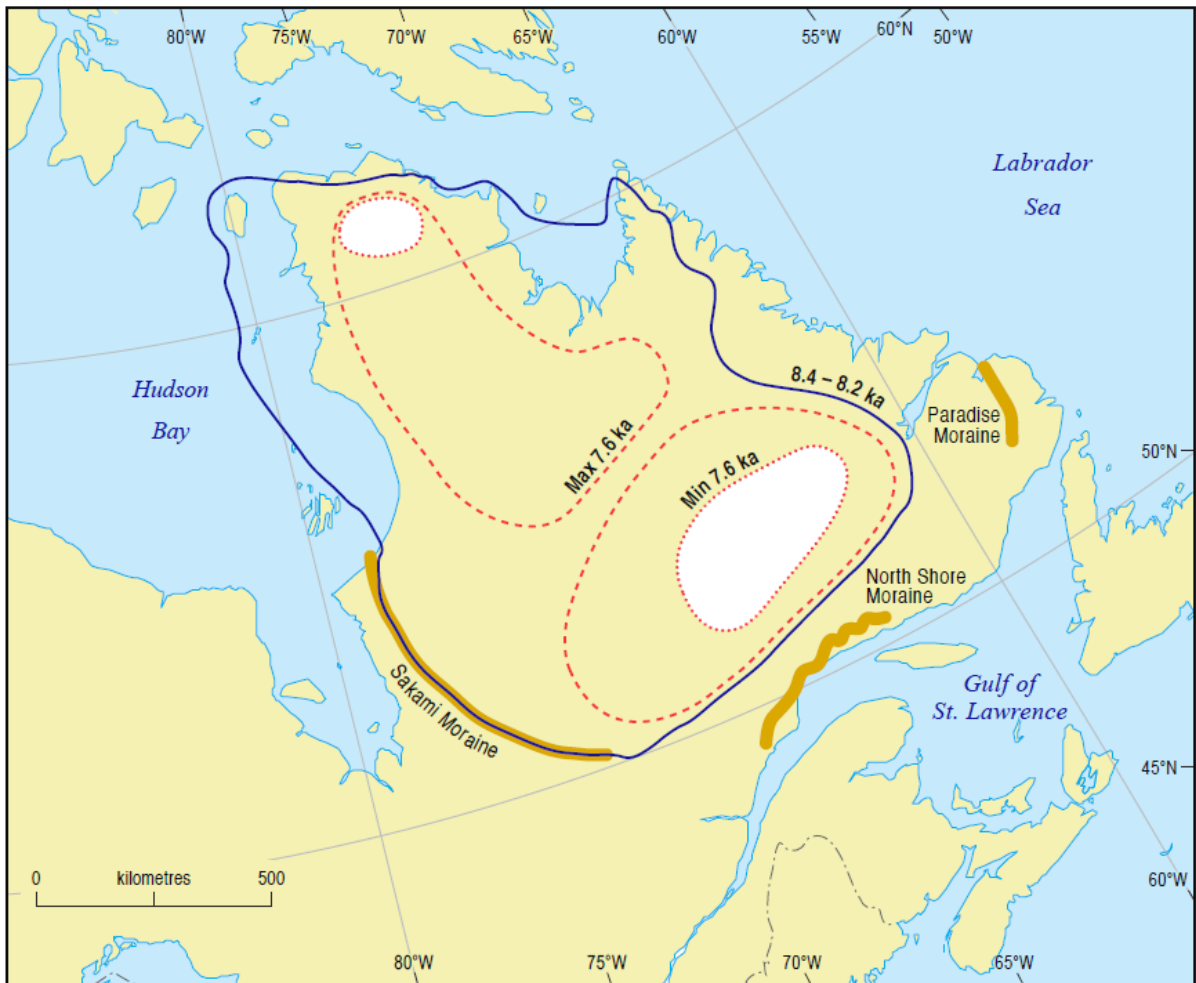 80°W
75°W
70°W
65°W
60°W
55°W
60°N
50°W
Labrador
Sea
Hudson
Bay
8.4 – 8.2 ka
Paradise
Moraine
Max 7.6 ka
Min 7.6 ka
50°N
North Shore
Moraine
Sakami Moraine
Gulf of
St. Lawrence
45°N
0 kilometres 500
60°W
80°W
75°W
70°W
65°W